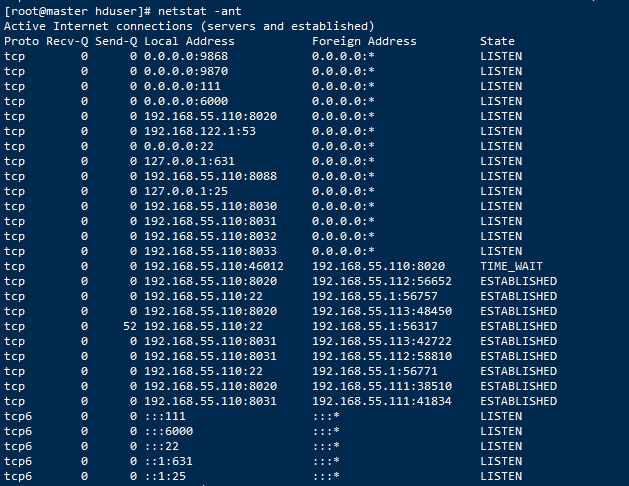 [root@master hduser]# netstat -ant
Active Internet connections (servers and established)
Proto Recv-Q Send-Q Local Address           Foreign Address         State
tcp        0      0 0.0.0.0:9868            0.0.0.0:*               LISTEN
tcp        0      0 0.0.0.0:9870            0.0.0.0:*               LISTEN
tcp        0      0 0.0.0.0:111             0.0.0.0:*               LISTEN
tcp        0      0 0.0.0.0:6000            0.0.0.0:*               LISTEN
tcp        0      0 192.168.55.110:8020     0.0.0.0:*               LISTEN
tcp        0      0 192.168.122.1:53        0.0.0.0:*               LISTEN
tcp        0      0 0.0.0.0:22              0.0.0.0:*               LISTEN
tcp        0      0 127.0.0.1:631           0.0.0.0:*               LISTEN
tcp        0      0 192.168.55.110:8088     0.0.0.0:*               LISTEN
tcp        0      0 127.0.0.1:25            0.0.0.0:*               LISTEN
tcp        0      0 192.168.55.110:8030     0.0.0.0:*               LISTEN
tcp        0      0 192.168.55.110:8031     0.0.0.0:*               LISTEN
tcp        0      0 192.168.55.110:8032     0.0.0.0:*               LISTEN
tcp        0      0 192.168.55.110:8033     0.0.0.0:*               LISTEN
tcp        0      0 192.168.55.110:46012    192.168.55.110:8020     TIME_WAIT
tcp        0      0 192.168.55.110:8020     192.168.55.112:56652    ESTABLISHED
tcp        0      0 192.168.55.110:22       192.168.55.1:56757      ESTABLISHED
tcp        0      0 192.168.55.110:8020     192.168.55.113:48450    ESTABLISHED
tcp        0     52 192.168.55.110:22       192.168.55.1:56317      ESTABLISHED
tcp        0      0 192.168.55.110:8031     192.168.55.113:42722    ESTABLISHED
tcp        0      0 192.168.55.110:8031     192.168.55.112:58810    ESTABLISHED
tcp        0      0 192.168.55.110:22       192.168.55.1:56771      ESTABLISHED
tcp        0      0 192.168.55.110:8020     192.168.55.111:38510    ESTABLISHED
tcp        0      0 192.168.55.110:8031     192.168.55.111:41834    ESTABLISHED
tcp6       0      0 :::111                  :::*                    LISTEN
tcp6       0      0 :::6000                 :::*                    LISTEN
tcp6       0      0 :::22                   :::*                    LISTEN
tcp6       0      0 ::1:631                 :::*                    LISTEN
tcp6       0      0 ::1:25                  :::*                    LISTEN